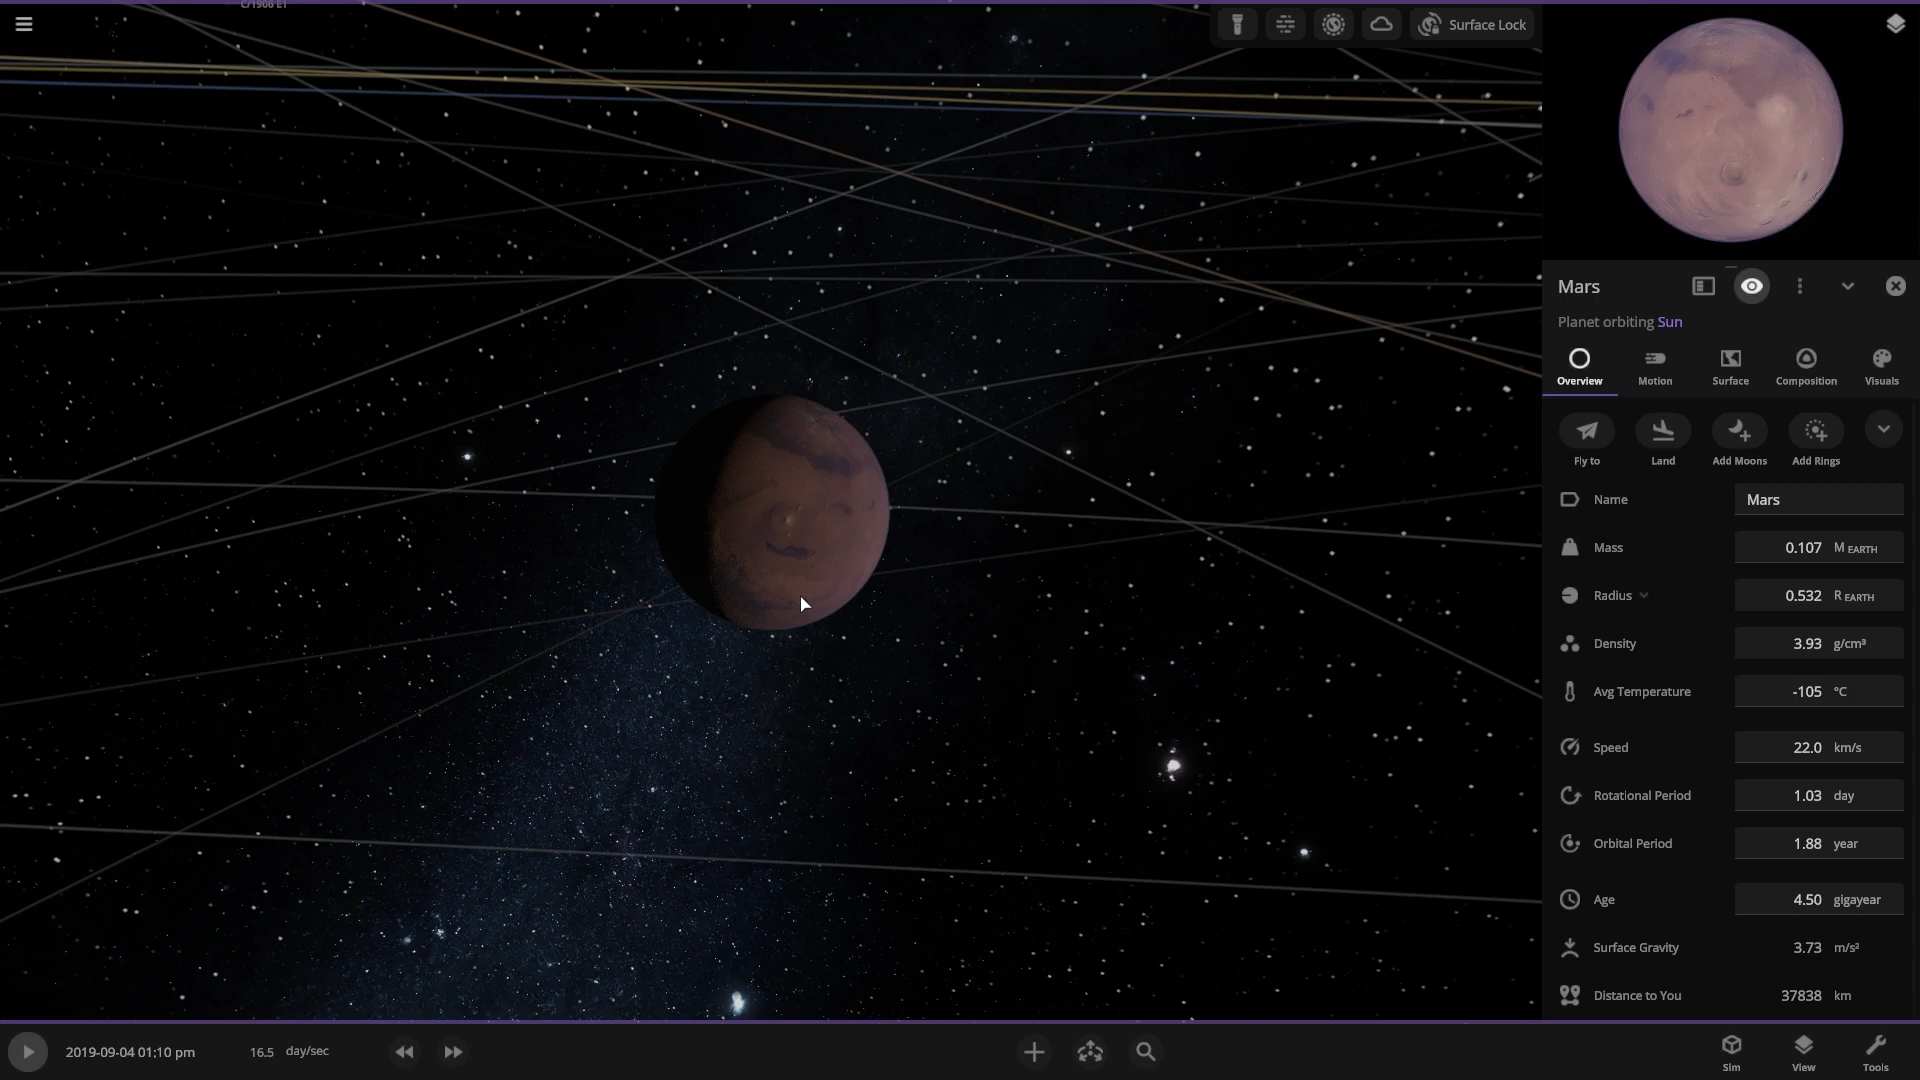 C/1906 E1
Surface Lock
Mars
Planet orbiting Sun
Overview
Motion
Surface
Composition
Visuals
Fly to
Land
Add Moons
Add Rings
Name Mars
Mass 0.107 M EARTH
Radius 0.532 R EARTH
Density 3.93 g/cm³
Avg Temperature -105 °C
Speed 22.0 km/s
Rotational Period 1.03 day
Orbital Period 1.88 year
Age 4.50 gigayear
Surface Gravity 3.73 m/s²
Distance to You 37838 km
2019-09-04 01:10 pm
16.5 day/sec
Sim
View
Tools